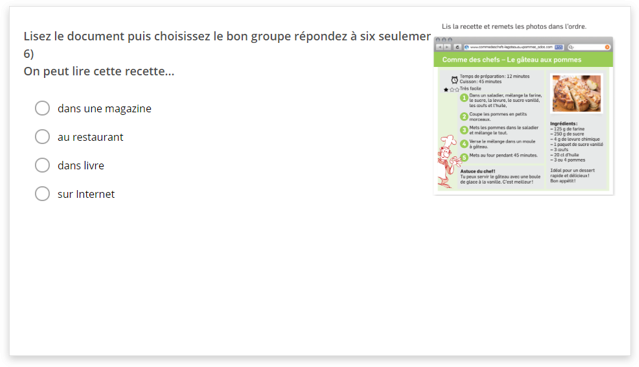 Lis la recette et remets les photos dans l'ordre.
Lisez le document puis choisissez le bon groupe répondez à six seulemer
6)
On peut lire cette recette...
dans une magazine
au restaurant
dans livre
sur Internet
Comme des chefs – Le gâteau aux pommes
Temps de préparation: 12 minutes
Cuisson: 45 minutes
Très facile
1 Dans un saladier, mélange la farine,
le sucre, la levure, le sucre vanillé,
les œufs et l'huile.
2 Coupe les pommes en petits
morceaux.
3 Mets les pommes dans le saladier
et mélange le tout.
4 Verse le mélange dans un moule
à gâteau.
5 Mets au four pendant 45 minutes.
Astuce du chef!
Tu peux servir le gâteau avec une boule
de glace à la vanille. C'est meilleur!
Ingrédients:
– 125 g de farine
– 250 g de sucre
– 4 g de levure chimique
– 1 paquet de sucre vanillé
– 3 œufs
– 25 cl d'huile
– 3 ou 4 pommes
Idéal pour un dessert
rapide et délicieux!
Bon appétit!